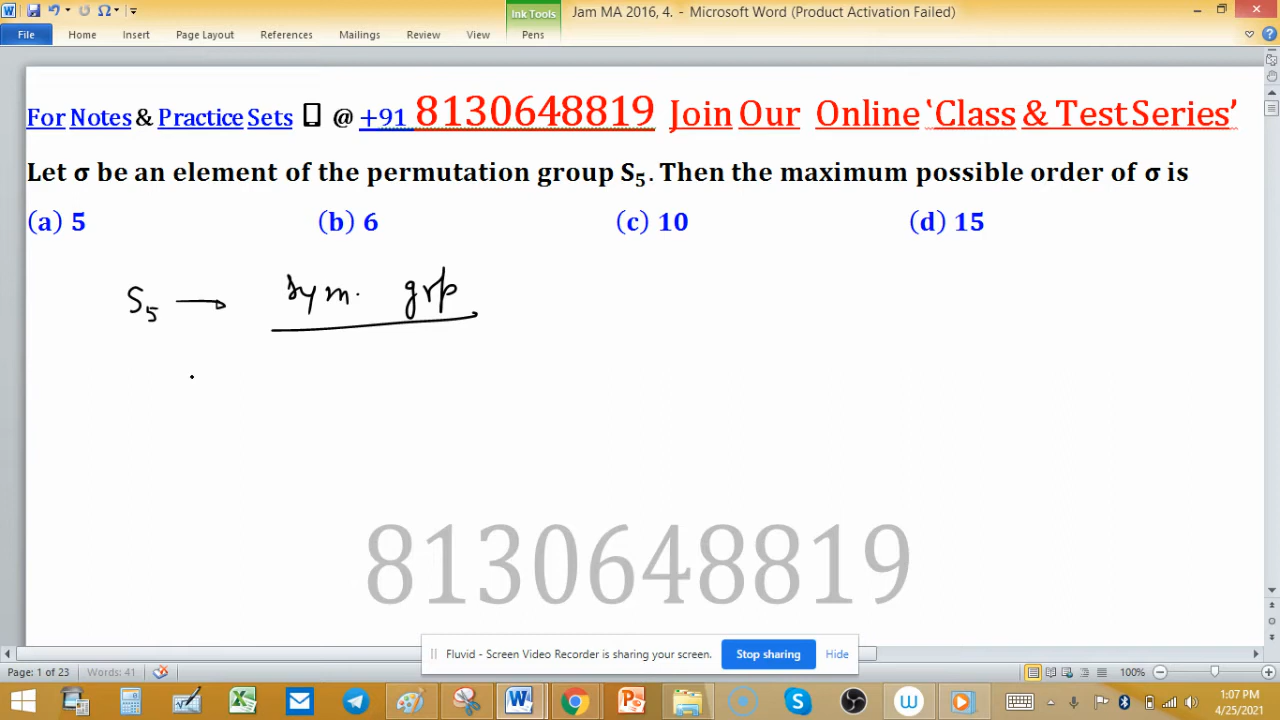 Ink Tools
Jam MA 2016, 4. - Microsoft Word (Product Activation Failed)
File Home Insert Page Layout References Mailings Review View Pens
For Notes & Practice Sets @ +91 8130648819 Join Our Online ‘Class & Test Series’
Let σ be an element of the permutation group S₅. Then the maximum possible order of σ is
(a) 5 (b) 6 (c) 10 (d) 15
S₅ → sym. grp
8130648819
Fluvid - Screen Video Recorder is sharing your screen. Stop sharing Hide
Page: 1 of 23 Words: 41 100%
1:07 PM
4/25/2021